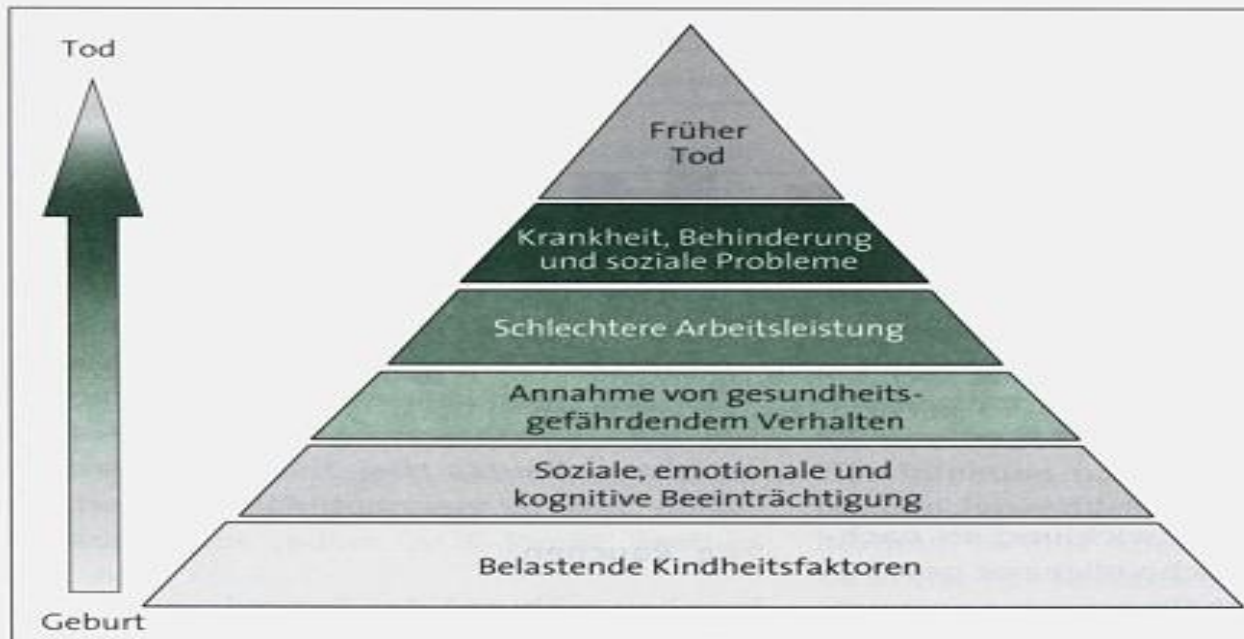 Tod
Früher
Tod
Krankheit, Behinderung
und soziale Probleme
Schlechtere Arbeitsleistung
Annahme von gesundheits-
gefährdendem Verhalten
Soziale, emotionale und
kognitive Beeinträchtigung
Belastende Kindheitsfaktoren
Geburt